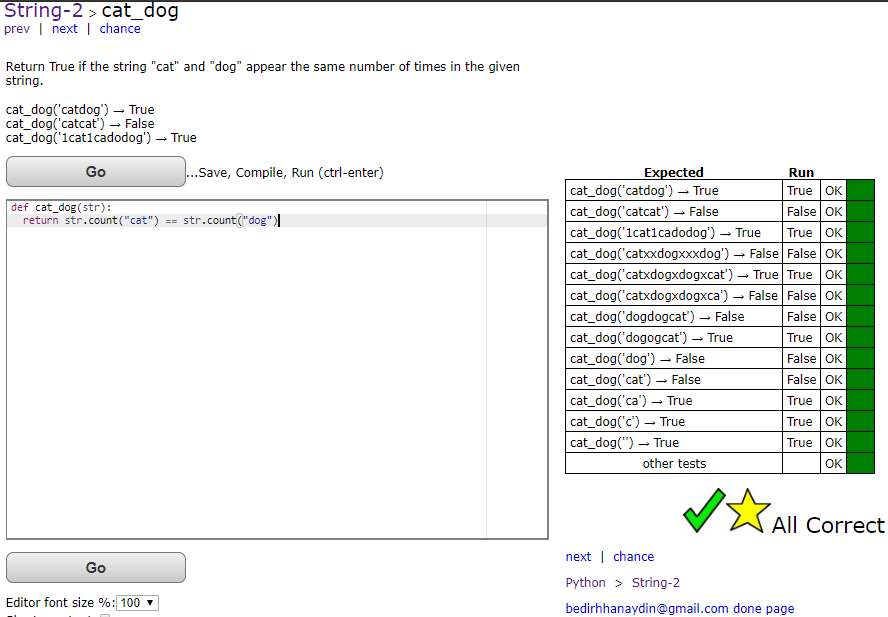 String-2 > cat_dog
prev | next | chance
Return True if the string "cat" and "dog" appear the same number of times in the given
string.
cat_dog('catdog') → True
cat_dog('catcat') → False
cat_dog('1cat1cadodog') → True
Go
...Save, Compile, Run (ctrl-enter)
def cat_dog(str):
return str.count("cat") == str.count("dog")
Go
Editor font size %: 100 ▼
Expected Run
cat_dog('catdog') → True True OK
cat_dog('catcat') → False False OK
cat_dog('1cat1cadodog') → True True OK
cat_dog('catxxdogxxxdog') → False False OK
cat_dog('catxdogxdogxcat') → True True OK
cat_dog('catxdogxdogxca') → False False OK
cat_dog('dogdogcat') → False False OK
cat_dog('dogogcat') → True True OK
cat_dog('dog') → False False OK
cat_dog('cat') → False False OK
cat_dog('ca') → True True OK
cat_dog('c') → True True OK
cat_dog('') → True True OK
other tests OK
All Correct
next | chance
Python > String-2
bedirhhanaydin@gmail.com done page